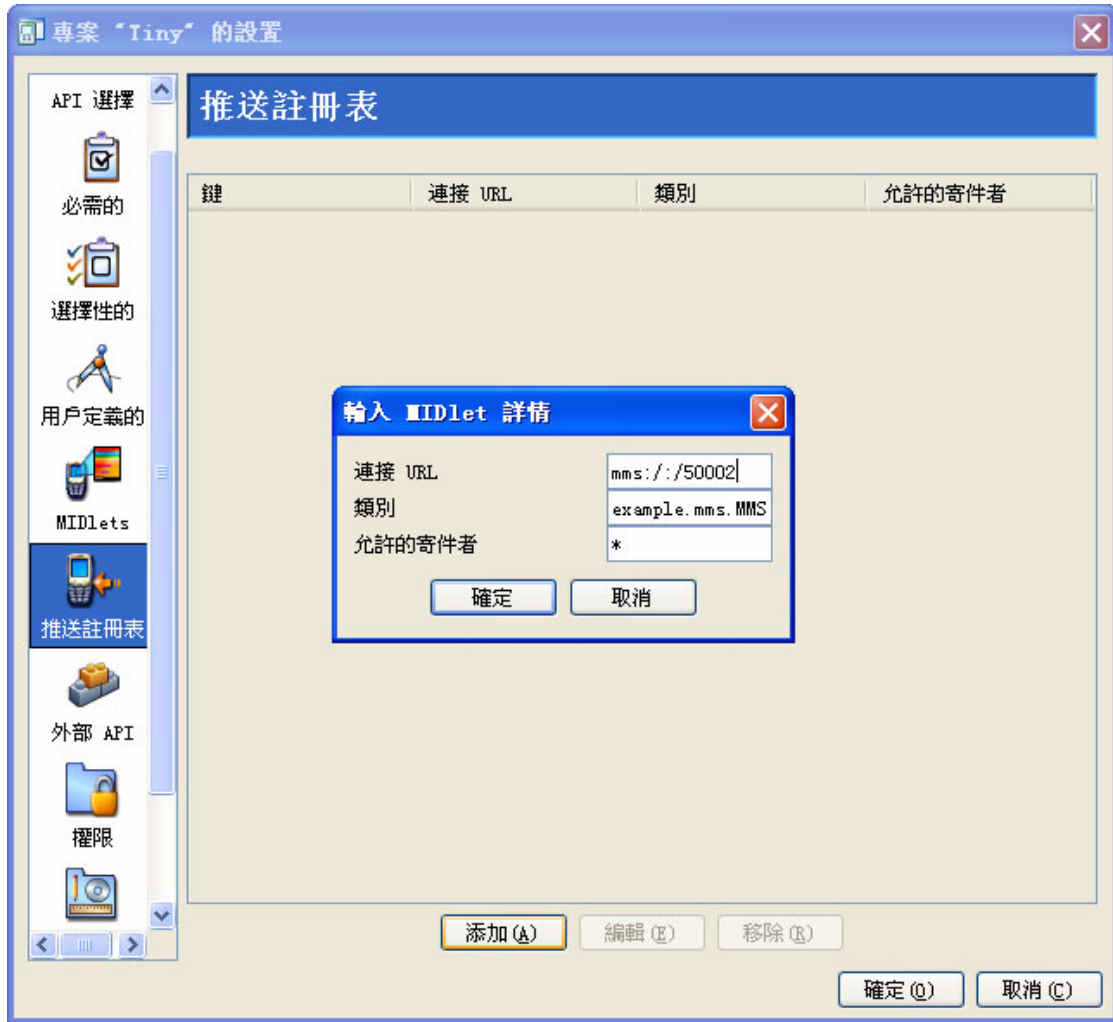 專案 "Tiny" 的設置
API 選擇
必需的
選擇性的
用戶定義的
MIDlets
推送註冊表
外部 API
權限
推送註冊表
鍵 連接 URL 類別 允許的寄件者
輸入 MIDlet 詳情
連接 URL mms:/:/50002
類別 example.mms.MMS
允許的寄件者 *
確定 取消
添加(A) 編輯(E) 移除(R)
確定(O) 取消(C)